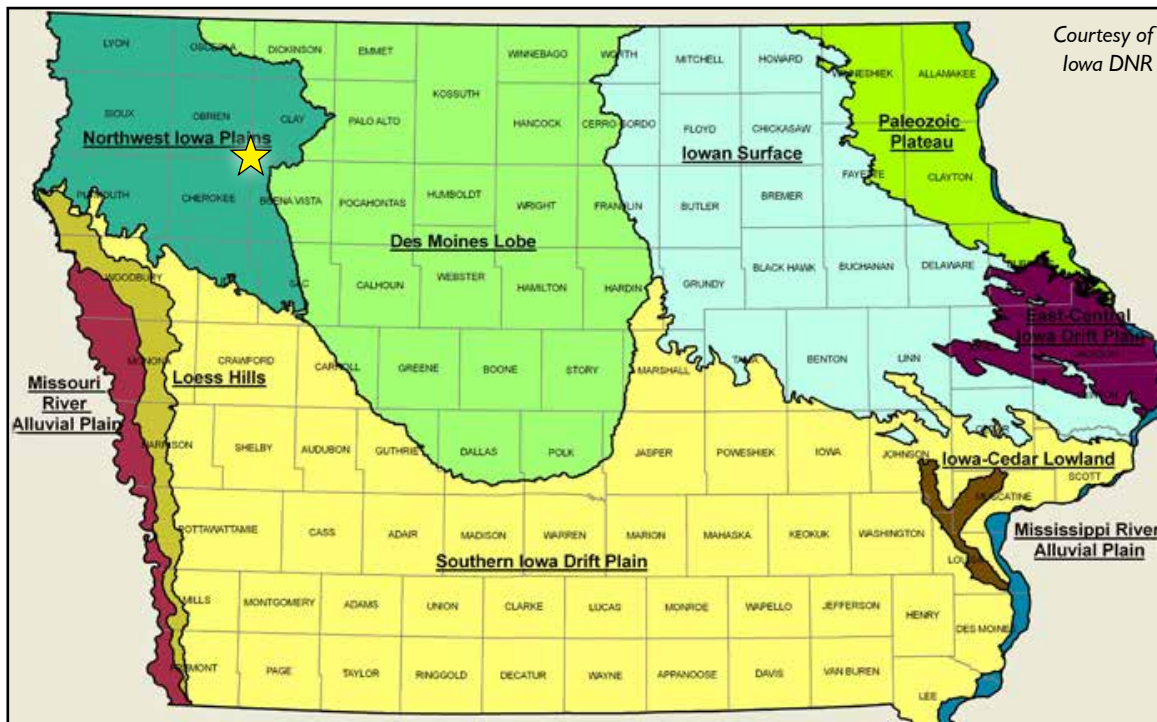 Courtesy of
Iowa DNR
LYON
OSCEOLA
DICKINSON
EMMET
WINNEBAGO
WORTH
MITCHELL
HOWARD
WINNESHIEK
ALLAMAKEE
KOSSUTH
SIOUX
OBRIEN
CLAY
PALO ALTO
HANCOCK
CERRO GORDO
FLOYD
CHICKASAW
Northwest Iowa Plains
Iowan Surface
Paleozoic
Plateau
PLYMOUTH
CHEROKEE
BUENA VISTA
POCAHONTAS
HUMBOLDT
WRIGHT
FRANKLIN
BUTLER
BREMER
FAYETTE
CLAYTON
Des Moines Lobe
WOODBURY
SAC
CALHOUN
WEBSTER
HAMILTON
HARDIN
GRUNDY
BLACK HAWK
BUCHANAN
DELAWARE
East-Central
Iowa Drift Plain
JACKSON
MONONA
CRAWFORD
CARROLL
GREENE
BOONE
STORY
MARSHALL
TAMA
BENTON
LINN
Loess Hills
Missouri
River
Alluvial Plain
HARRISON
SHELBY
AUDUBON
GUTHRIE
DALLAS
POLK
JASPER
POWESHIEK
IOWA
JOHNSON
Iowa-Cedar Lowland
SCOTT
MUSCATINE
POTTAWATTAMIE
CASS
ADAIR
MADISON
WARREN
MARION
MAHASKA
KEOKUK
WASHINGTON
Mississippi River
Alluvial Plain
Southern Iowa Drift Plain
MILLS
MONTGOMERY
ADAMS
UNION
CLARKE
LUCAS
MONROE
WAPELLO
JEFFERSON
HENRY
DES MOINES
FREMONT
PAGE
TAYLOR
RINGGOLD
DECATUR
WAYNE
APPANOOSE
DAVIS
VAN BUREN
LEE